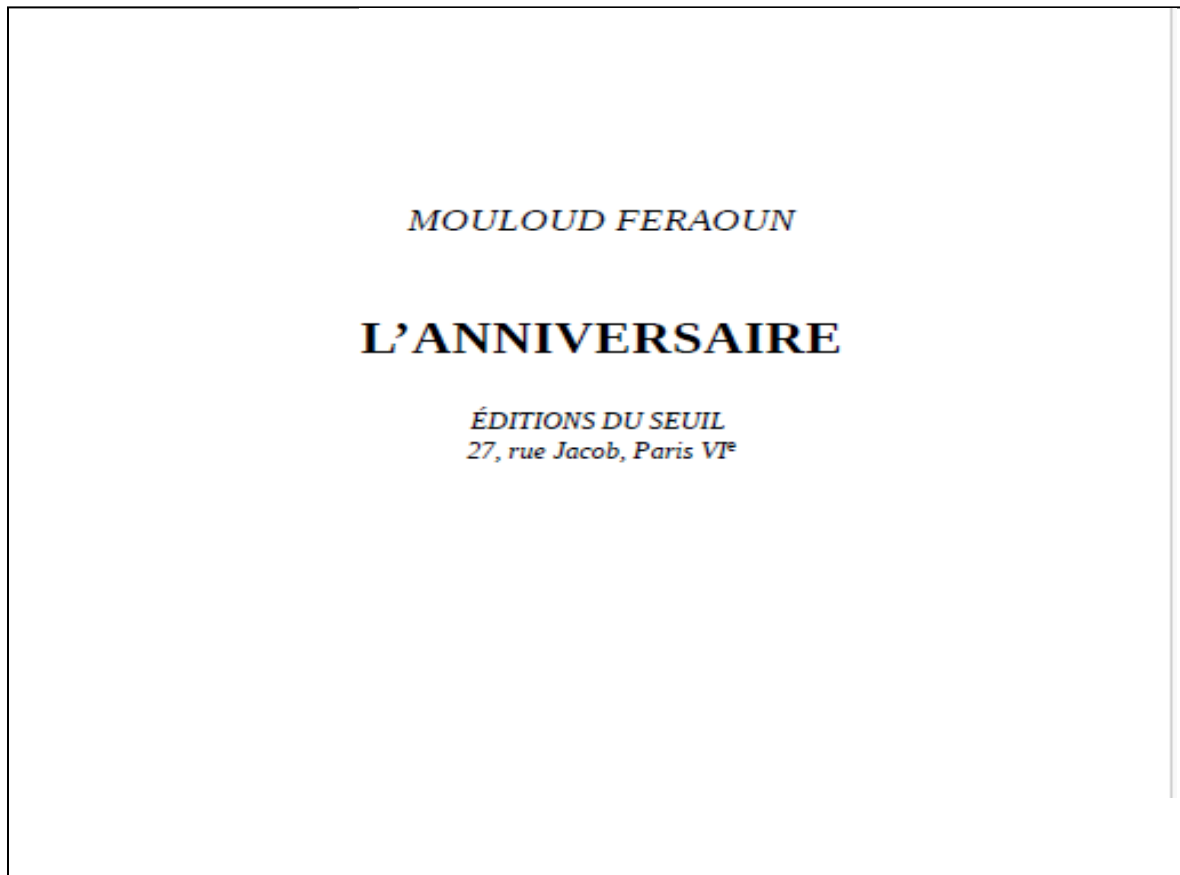 MOULOUD FERAOUN
L’ANNIVERSAIRE
ÉDITIONS DU SEUIL
27, rue Jacob, Paris VIᵉ